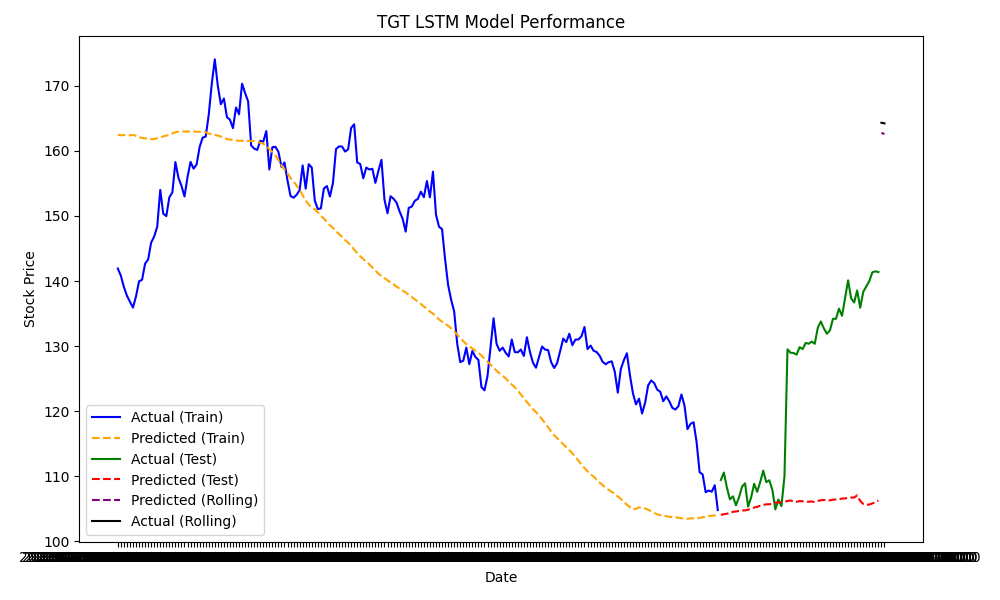 TGT LSTM Model Performance
Stock Price
170
160
150
140
130
120
110
100
Actual (Train)
Predicted (Train)
Actual (Test)
Predicted (Test)
Predicted (Rolling)
Actual (Rolling)
Date